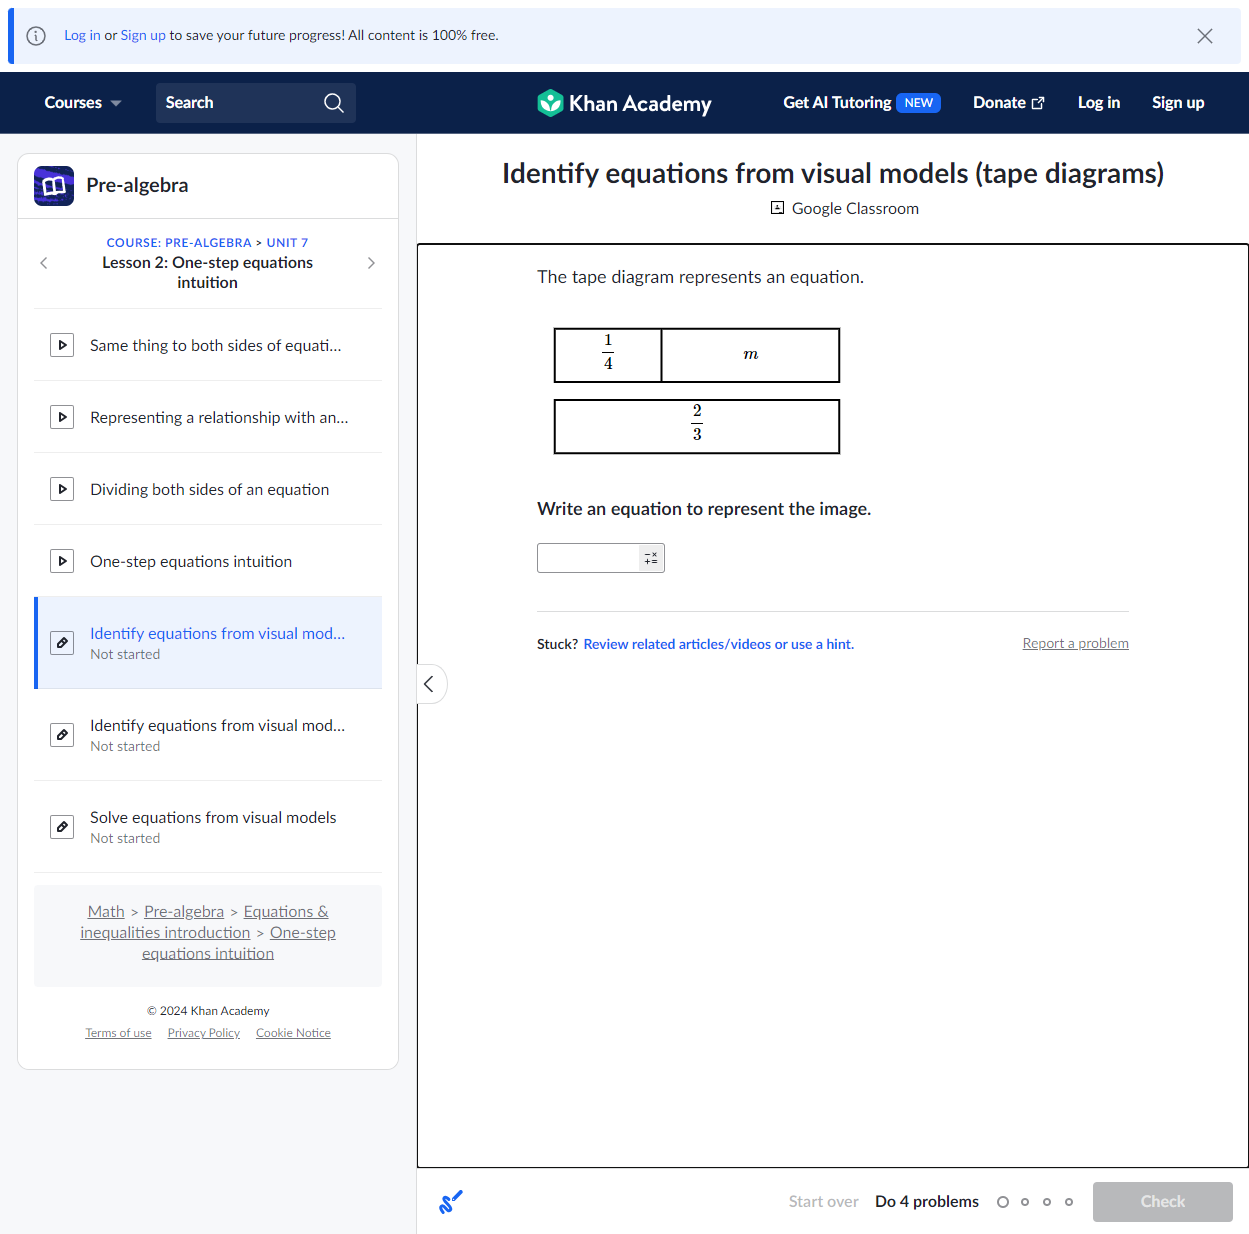 Log in or Sign up to save your future progress! All content is 100% free.
Courses
Search
Khan Academy
Get AI Tutoring NEW
Donate
Log in
Sign up
Pre-algebra
COURSE: PRE-ALGEBRA > UNIT 7
Lesson 2: One-step equations
intuition
Same thing to both sides of equati...
Representing a relationship with an...
Dividing both sides of an equation
One-step equations intuition
Identify equations from visual mod...
Not started
Identify equations from visual mod...
Not started
Solve equations from visual models
Not started
Math > Pre-algebra > Equations &
inequalities introduction > One-step
equations intuition
© 2024 Khan Academy
Terms of use Privacy Policy Cookie Notice
Identify equations from visual models (tape diagrams)
Google Classroom
The tape diagram represents an equation.
1
4
m
2
3
Write an equation to represent the image.
Stuck? Review related articles/videos or use a hint.
Report a problem
Start over
Do 4 problems
Check